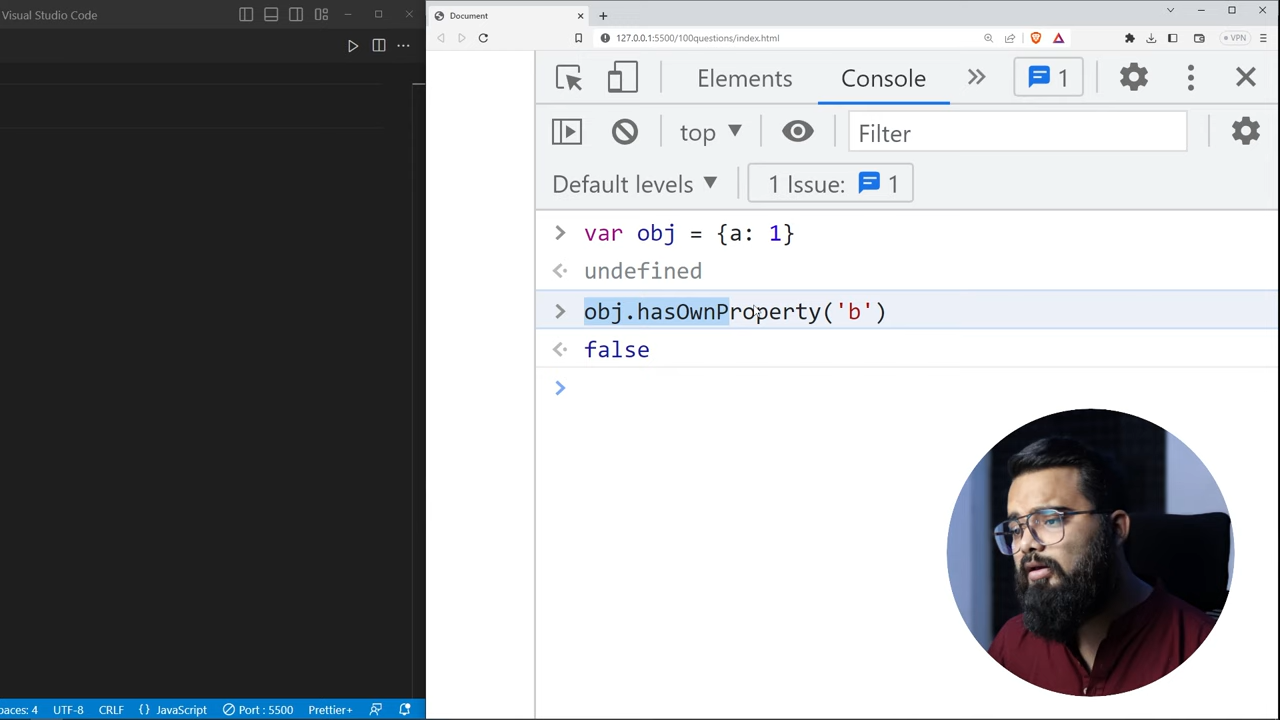 Visual Studio Code
Document
127.0.0.1:5500/100questions/index.html
VPN
Elements
Console
1
top
Filter
Default levels
1 Issue:
1
var obj = {a: 1}
undefined
obj.hasOwnProperty('b')
false
paces: 4
UTF-8
CRLF
{} JavaScript
Port : 5500
Prettier+